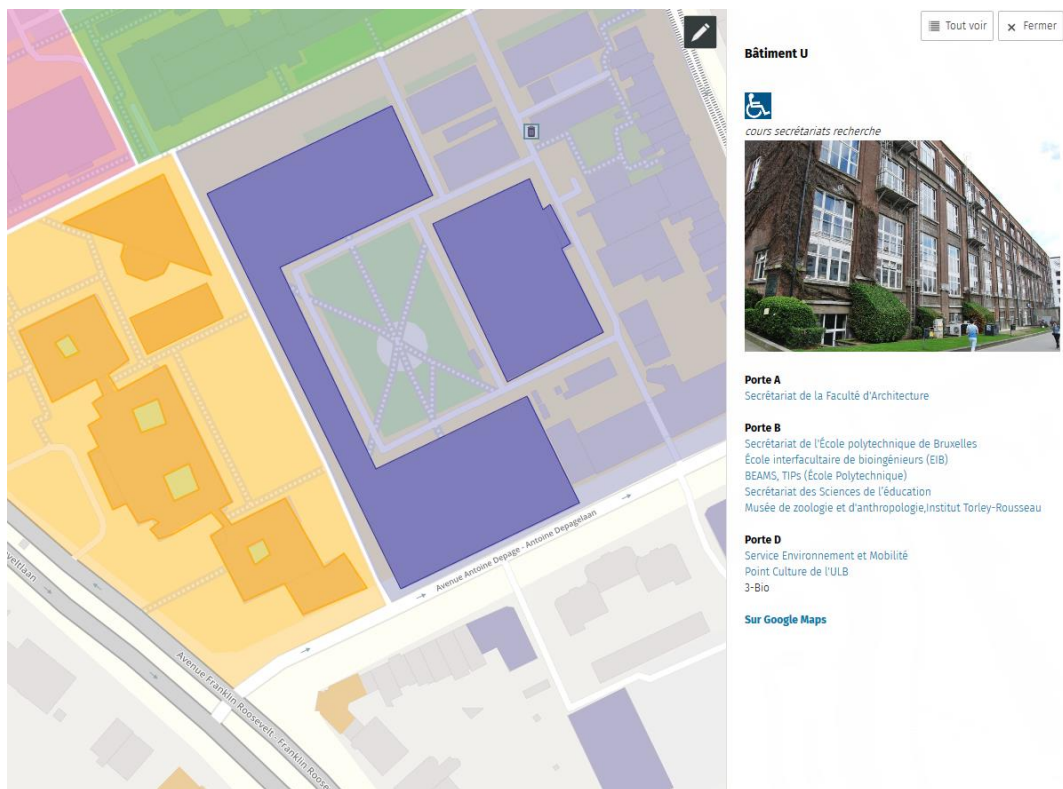 Tout voir
Fermer
Bâtiment U
cours secrétariats recherche
Porte A
Secrétariat de la Faculté d'Architecture
Porte B
Secrétariat de l'École polytechnique de Bruxelles
École interfacultaire de bioingénieurs (EIB)
BEAMS, TIPs (École Polytechnique)
Secrétariat des Sciences de l'éducation
Musée de zoologie et d'anthropologie,Institut Torley-Rousseau
Porte D
Service Environnement et Mobilité
Point Culture de l'ULB
3-Bio
Sur Google Maps
Avenue Antoine Depage - Antoine Depagelaan
Avenue Franklin Roosevelt - Franklin Roose
veltlaan